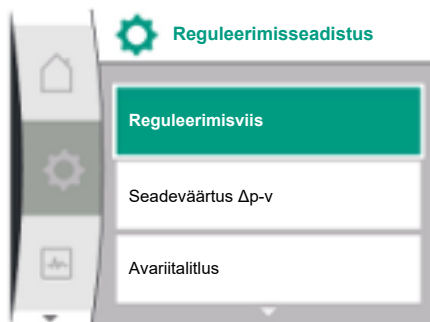 Reguleerimisseadistus
Reguleerimisviis
Seadeväärtus Δp-v
Avariitalitlus